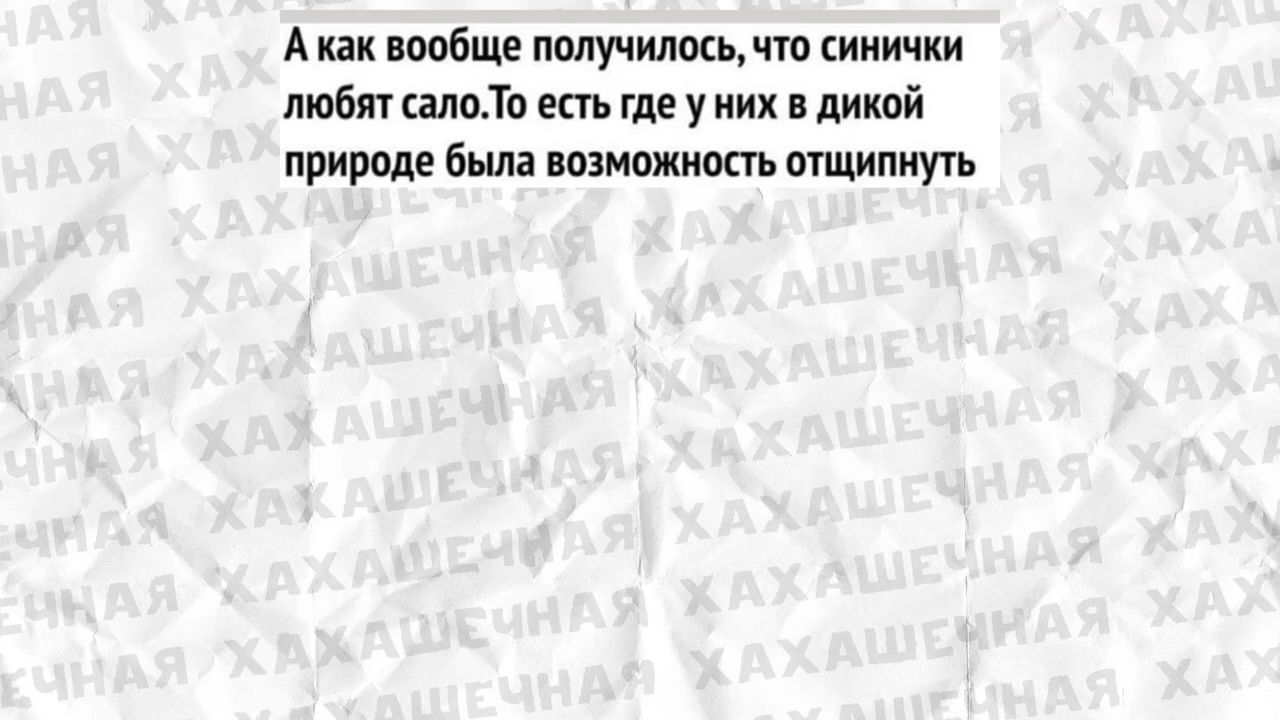 А как вообще получилось, что синички
любят сало.То есть где у них в дикой
природе была возможность отщипнуть
ХАХАШЕЧНАЯ